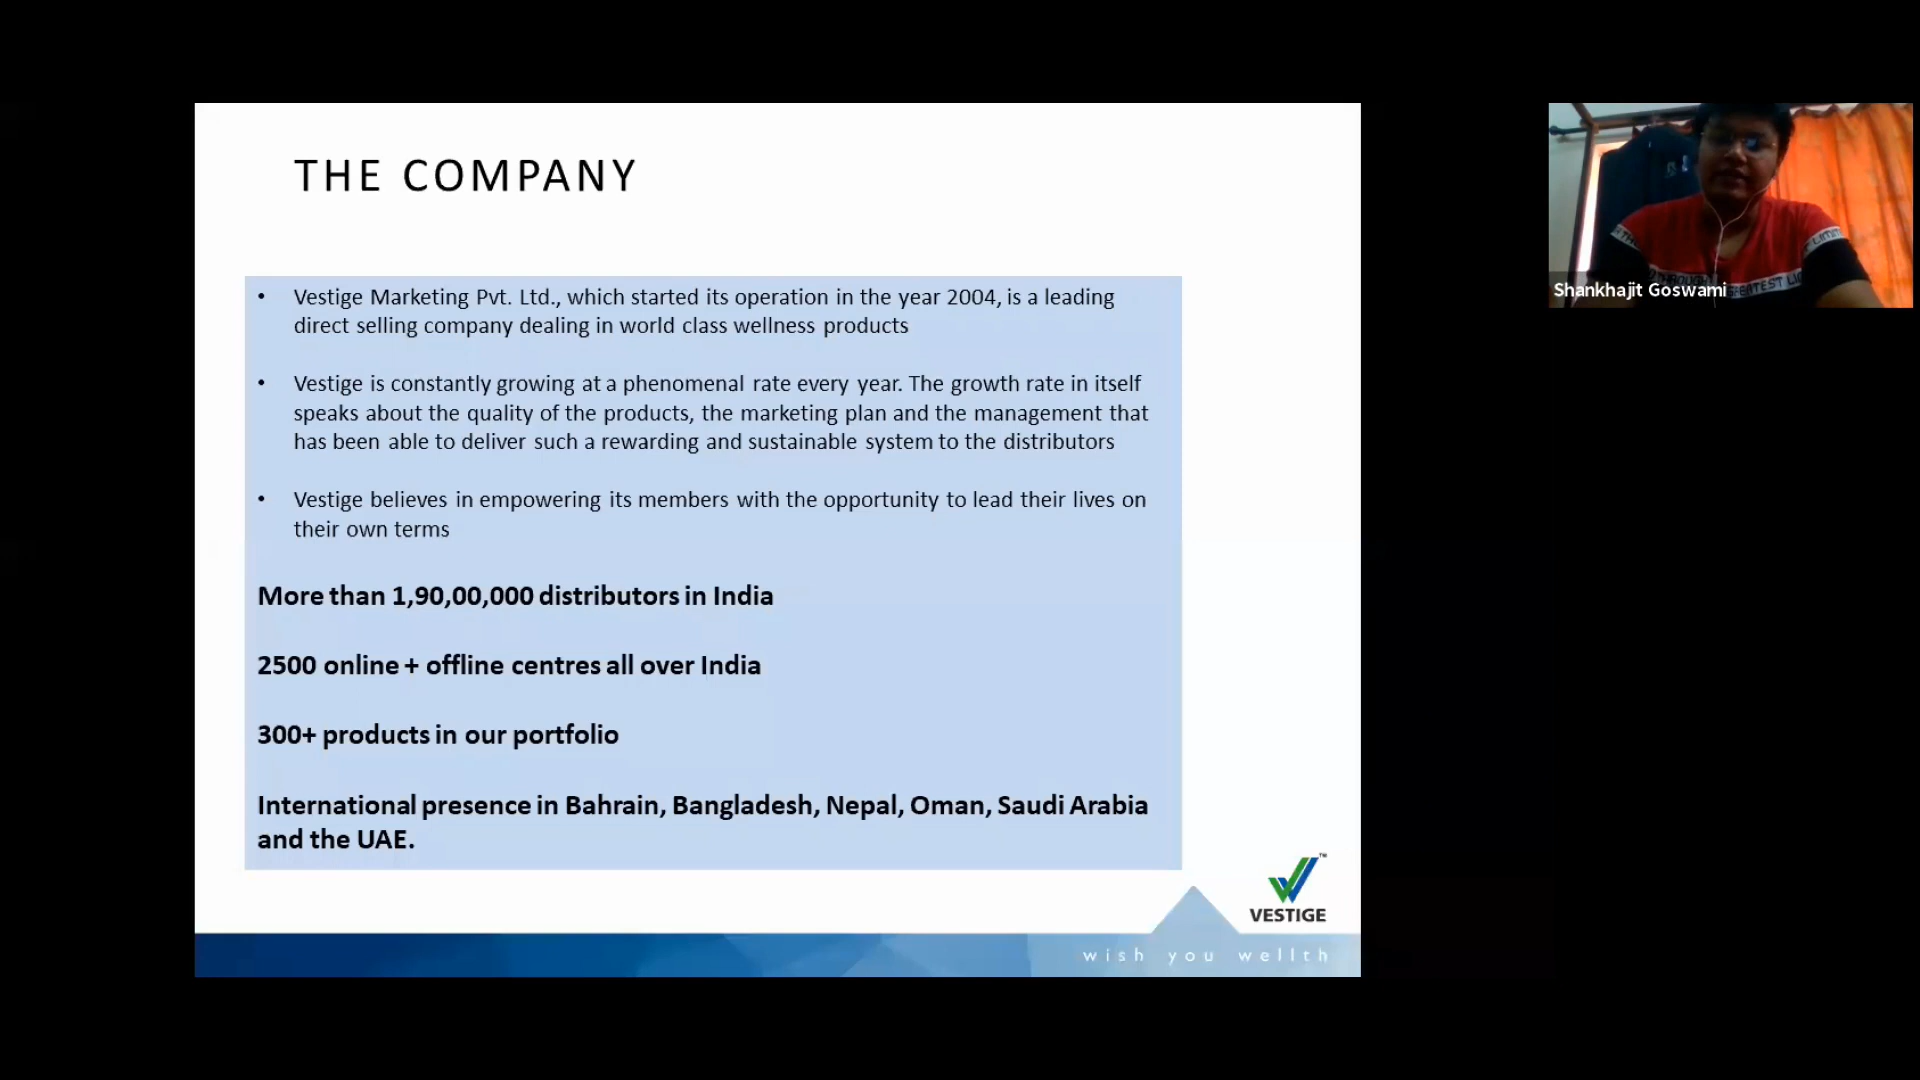 THE COMPANY
• Vestige Marketing Pvt. Ltd., which started its operation in the year 2004, is a leading
direct selling company dealing in world class wellness products
• Vestige is constantly growing at a phenomenal rate every year. The growth rate in itself
speaks about the quality of the products, the marketing plan and the management that
has been able to deliver such a rewarding and sustainable system to the distributors
• Vestige believes in empowering its members with the opportunity to lead their lives on
their own terms
More than 1,90,00,000 distributors in India
2500 online + offline centres all over India
300+ products in our portfolio
International presence in Bahrain, Bangladesh, Nepal, Oman, Saudi Arabia
and the UAE.
VESTIGE
TM
wish you wellth
Shankhajit Goswami